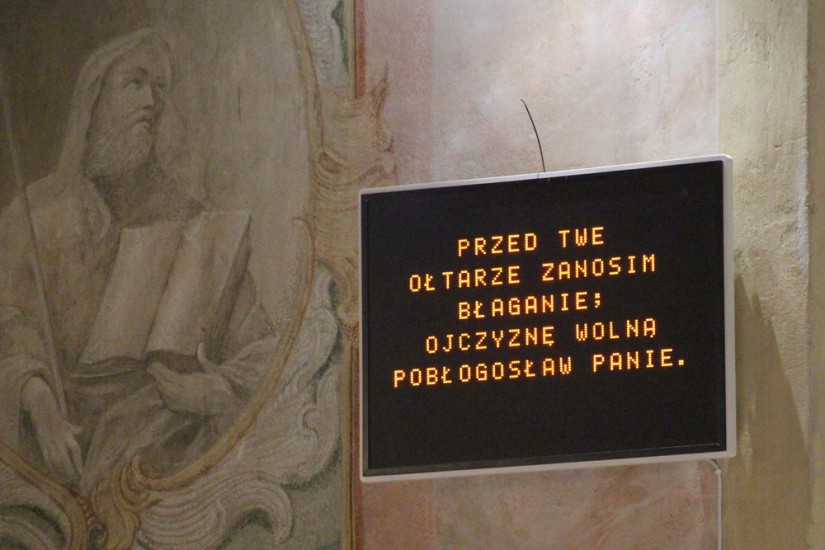 PRZED TWE
OŁTARZE ZANOSIM
BŁAGANIE;
OJCZYZNĘ WOLNĄ
POBŁOGOSŁAW PANIE.